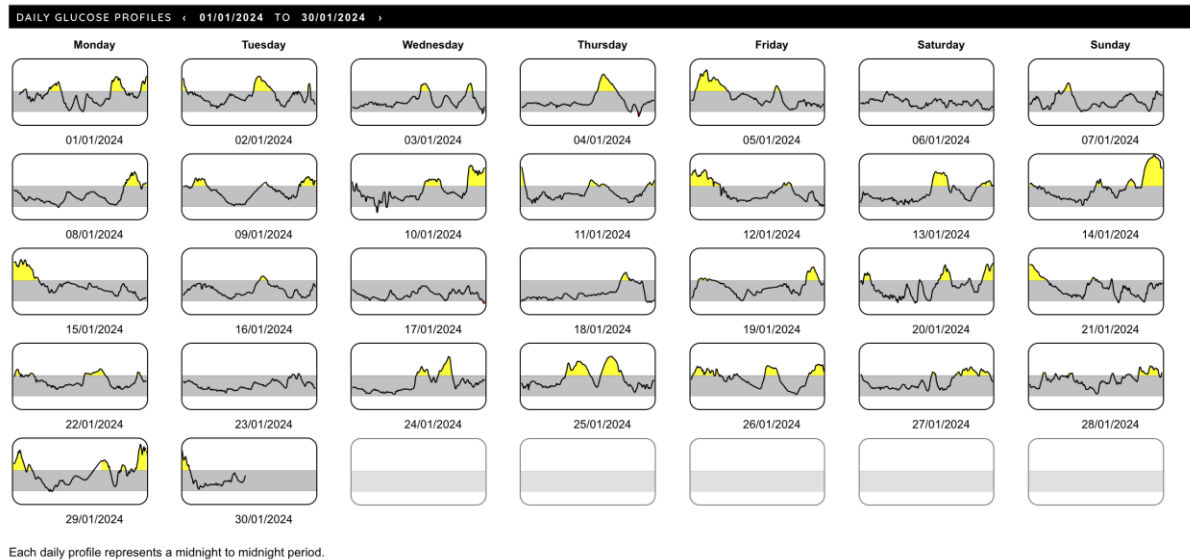 DAILY GLUCOSE PROFILES ‹ 01/01/2024 TO 30/01/2024 ›
Monday Tuesday Wednesday Thursday Friday Saturday Sunday
01/01/2024 02/01/2024 03/01/2024 04/01/2024 05/01/2024 06/01/2024 07/01/2024
08/01/2024 09/01/2024 10/01/2024 11/01/2024 12/01/2024 13/01/2024 14/01/2024
15/01/2024 16/01/2024 17/01/2024 18/01/2024 19/01/2024 20/01/2024 21/01/2024
22/01/2024 23/01/2024 24/01/2024 25/01/2024 26/01/2024 27/01/2024 28/01/2024
29/01/2024 30/01/2024
Each daily profile represents a midnight to midnight period.